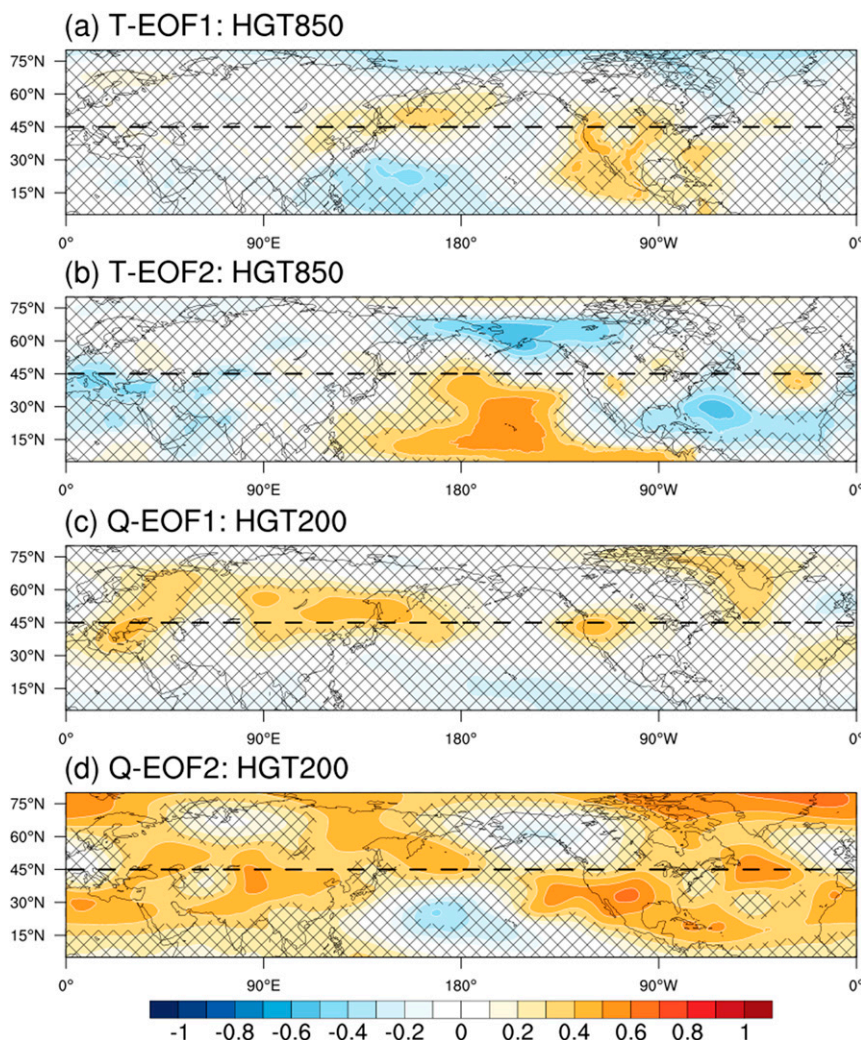 (a) T-EOF1: HGT850
75°N
60°N
45°N
30°N
15°N
0° 90°E 180° 90°W 0°
(b) T-EOF2: HGT850
75°N
60°N
45°N
30°N
15°N
0° 90°E 180° 90°W 0°
(c) Q-EOF1: HGT200
75°N
60°N
45°N
30°N
15°N
0° 90°E 180° 90°W 0°
(d) Q-EOF2: HGT200
75°N
60°N
45°N
30°N
15°N
0° 90°E 180° 90°W 0°
-1 -0.8 -0.6 -0.4 -0.2 0 0.2 0.4 0.6 0.8 1